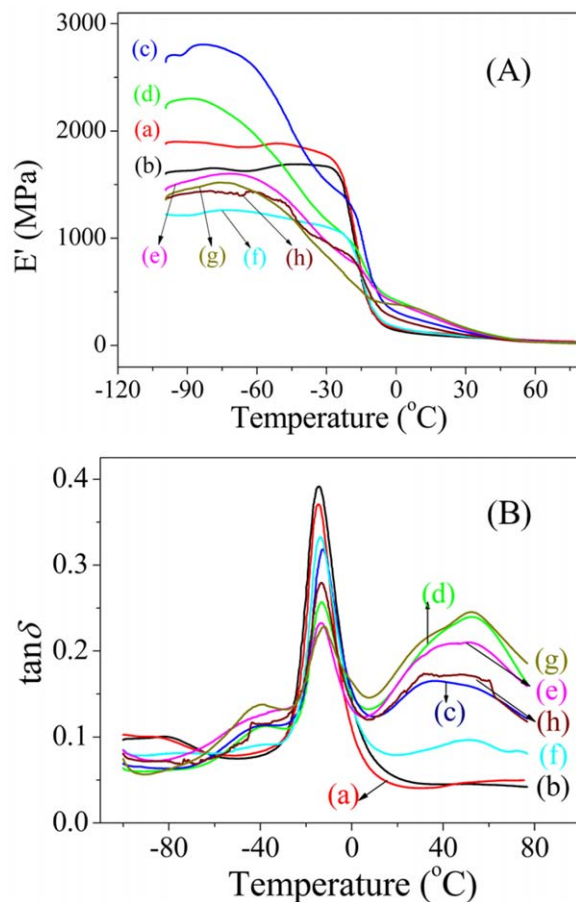 3000
(A)
(c)
(d)
2000
(a)
(b)
1000
(e)
(g)
(f)
(h)
0
E' (MPa)
-120 -90 -60 -30 0 30 60
Temperature (°C)
0.4
(B)
0.3
(d)
0.2
(g)
(e)
(h)
(c)
0.1
(f)
(a)
(b)
0.0
tanδ
-80 -40 0 40 80
Temperature (°C)